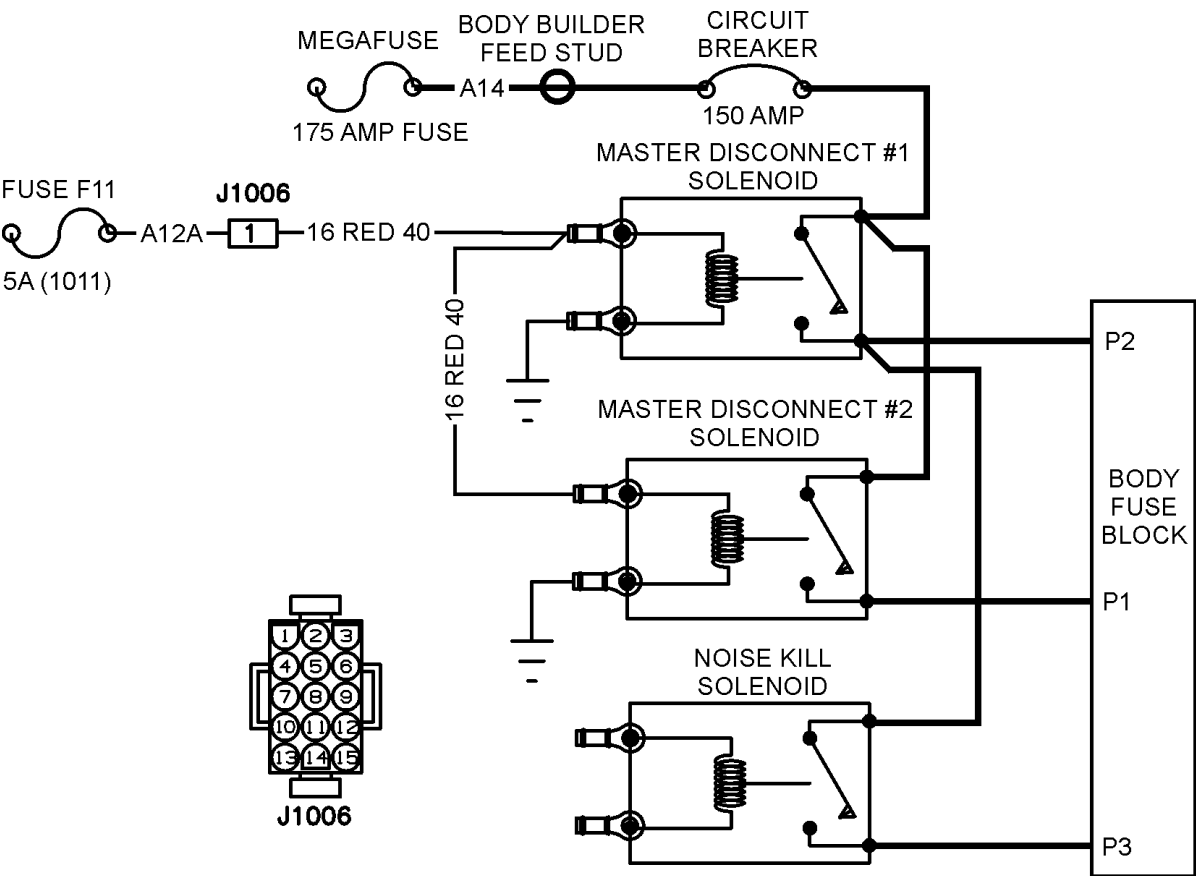 MEGAFUSE
175 AMP FUSE
A14
BODY BUILDER
FEED STUD
CIRCUIT
BREAKER
150 AMP
FUSE F11
5A (1011)
A12A
J1006
1
16 RED 40
16 RED 40
MASTER DISCONNECT #1
SOLENOID
MASTER DISCONNECT #2
SOLENOID
NOISE KILL
SOLENOID
P2
BODY
FUSE
BLOCK
P1
P3
1 2 3
4 5 6
7 8 9
10 11 12
13 14 15
J1006